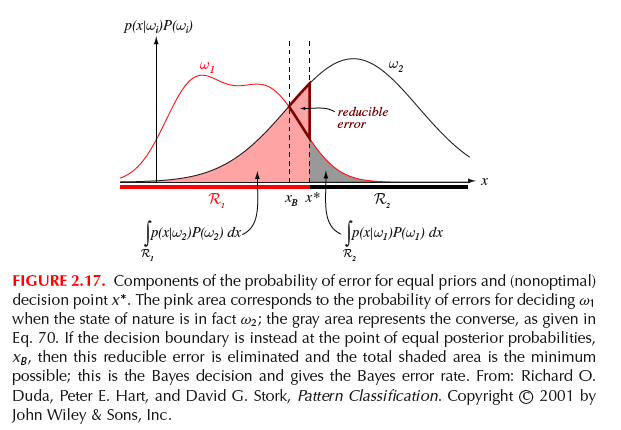 p(x|ωi)P(ωi)
ω1
ω2
reducible
error
x
R1
xB x*
R2
∫p(x|ω2)P(ω2) dx
R1
∫p(x|ω1)P(ω1) dx
R2
FIGURE 2.17. Components of the probability of error for equal priors and (nonoptimal)
decision point x*. The pink area corresponds to the probability of errors for deciding ω1
when the state of nature is in fact ω2; the gray area represents the converse, as given in
Eq. 70. If the decision boundary is instead at the point of equal posterior probabilities,
xB, then this reducible error is eliminated and the total shaded area is the minimum
possible; this is the Bayes decision and gives the Bayes error rate. From: Richard O.
Duda, Peter E. Hart, and David G. Stork, Pattern Classification. Copyright © 2001 by
John Wiley & Sons, Inc.